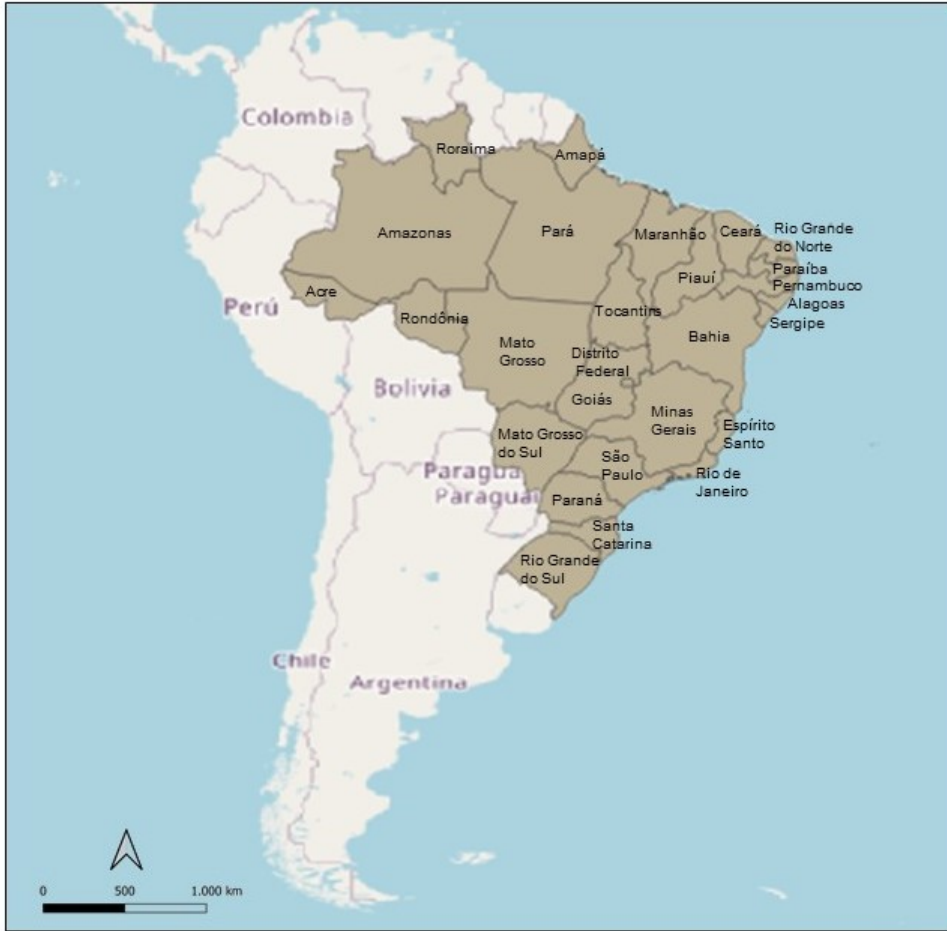 Colombia
Roraima
Amapá
Amazonas
Pará
Maranhão
Ceará
Rio Grande
do Norte
Paraíba
Pernambuco
Alagoas
Sergipe
Piauí
Acre
Perú
Rondônia
Tocantins
Bahia
Mato
Grosso
Distrito
Federal
Bolivia
Goiás
Minas
Gerais
Espírito
Santo
Mato Grosso
do Sul
São
Paulo
Rio de
Janeiro
Paragua
Paraguai
Paraná
Santa
Catarina
Rio Grande
do Sul
Chile
Argentina
0 500 1.000 km